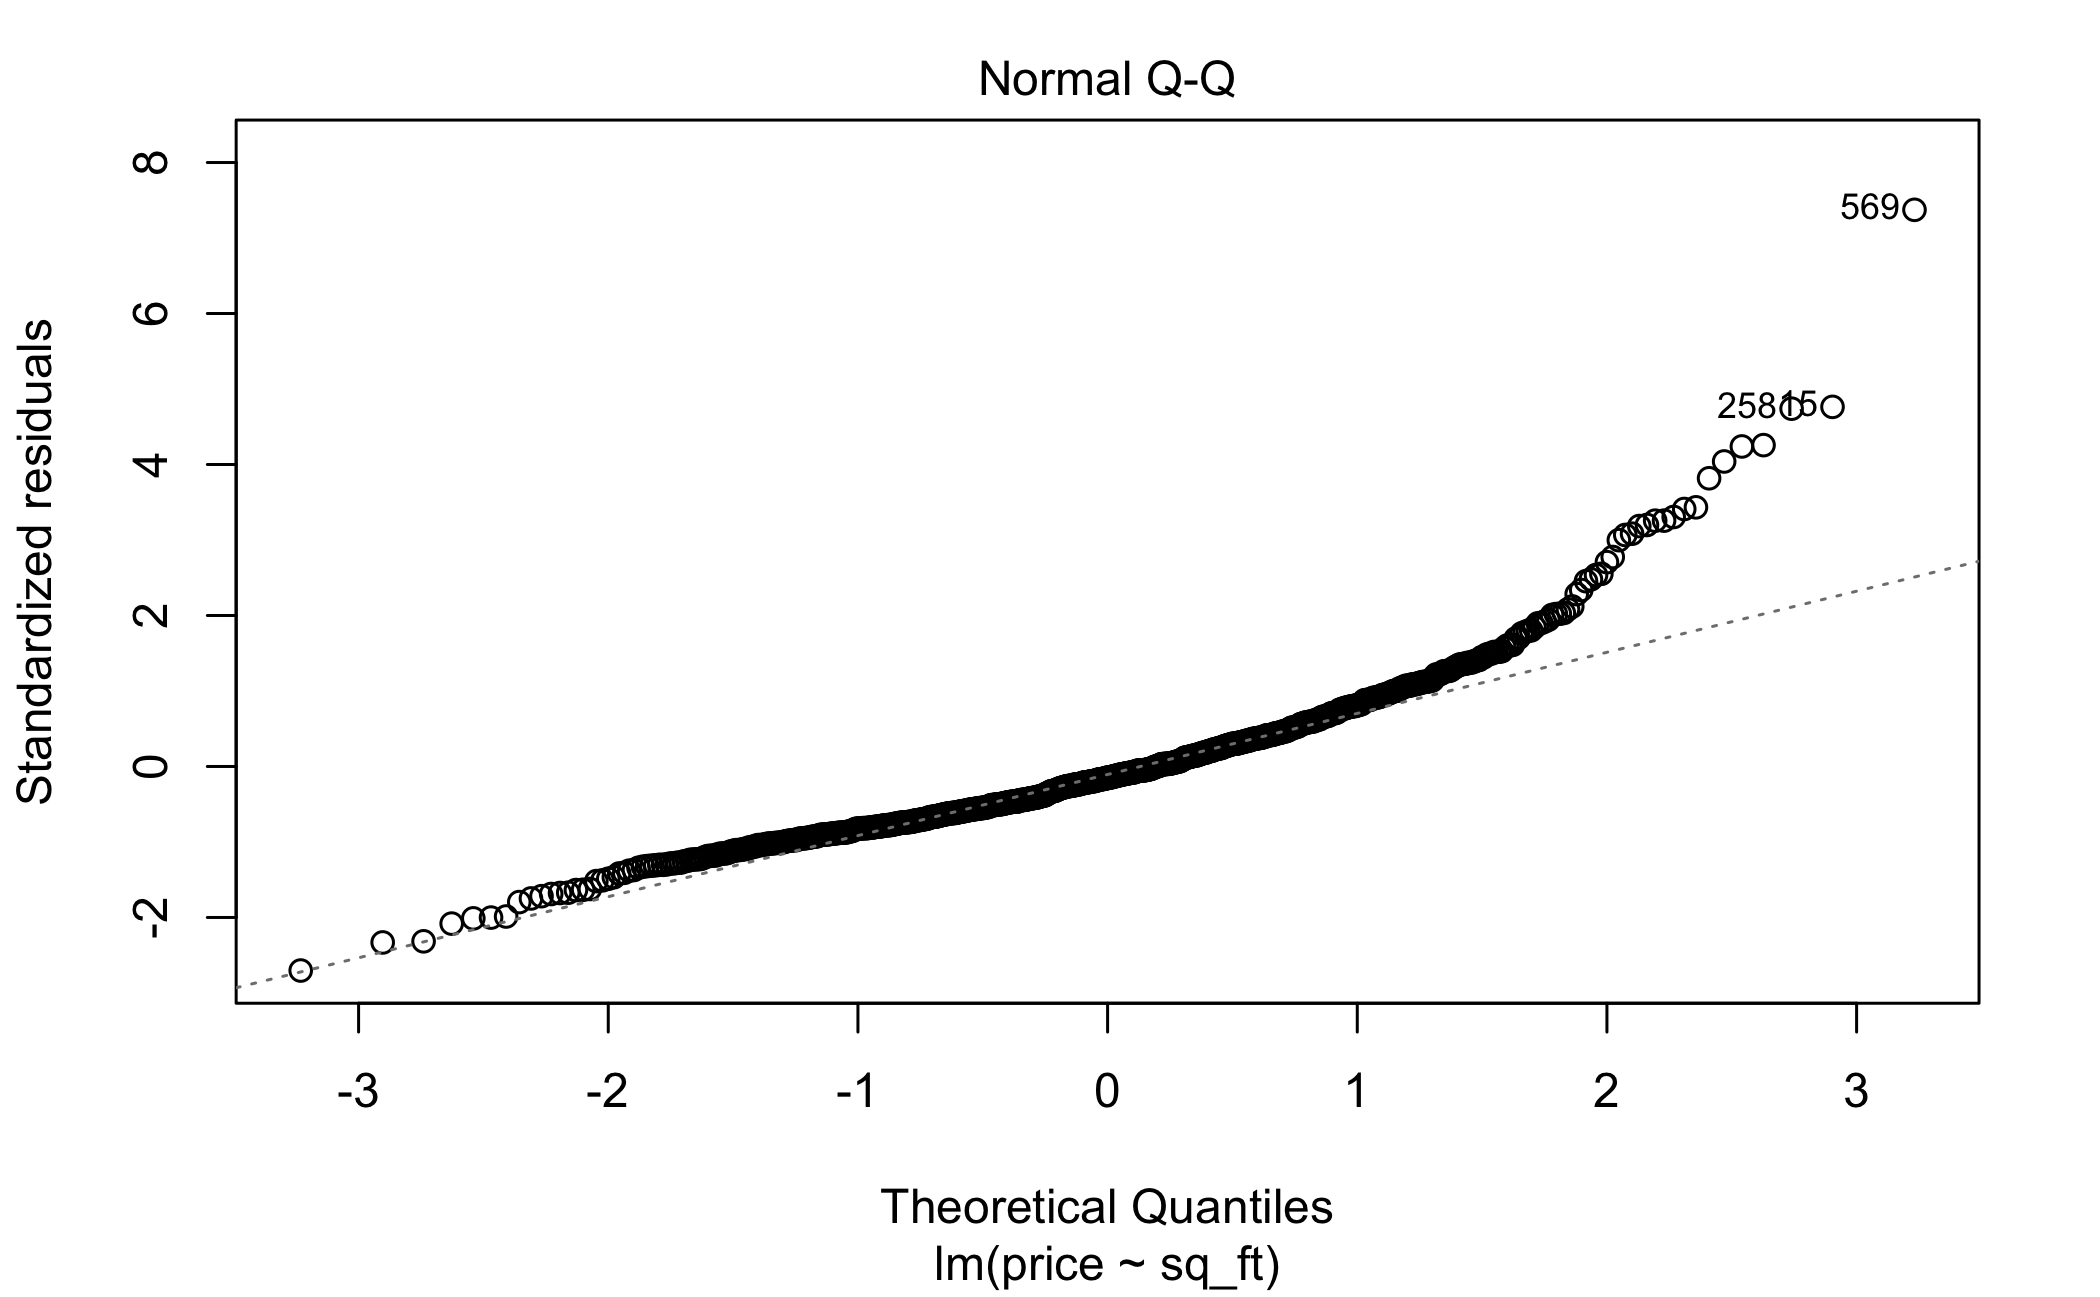 Normal Q-Q
Standardized residuals
8
6
4
2
0
-2
569
258
15
-3 -2 -1 0 1 2 3
Theoretical Quantiles
lm(price ~ sq_ft)